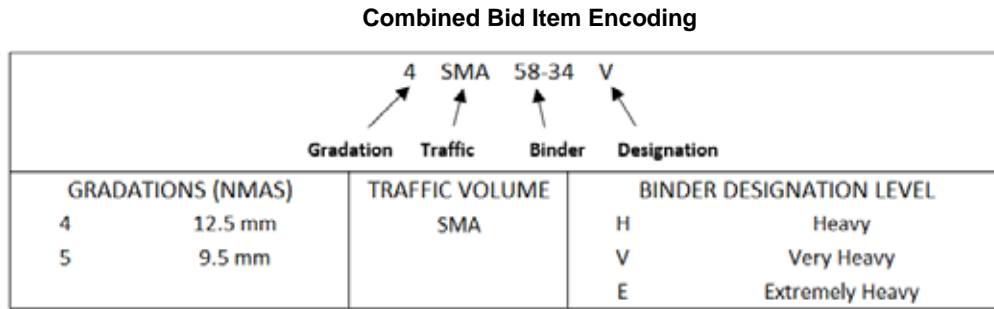 Combined Bid Item Encoding
4 SMA 58-34 V
Gradation Traffic Binder Designation
GRADATIONS (NMAS) TRAFFIC VOLUME BINDER DESIGNATION LEVEL
4 12.5 mm SMA H Heavy
5 9.5 mm V Very Heavy
E Extremely Heavy